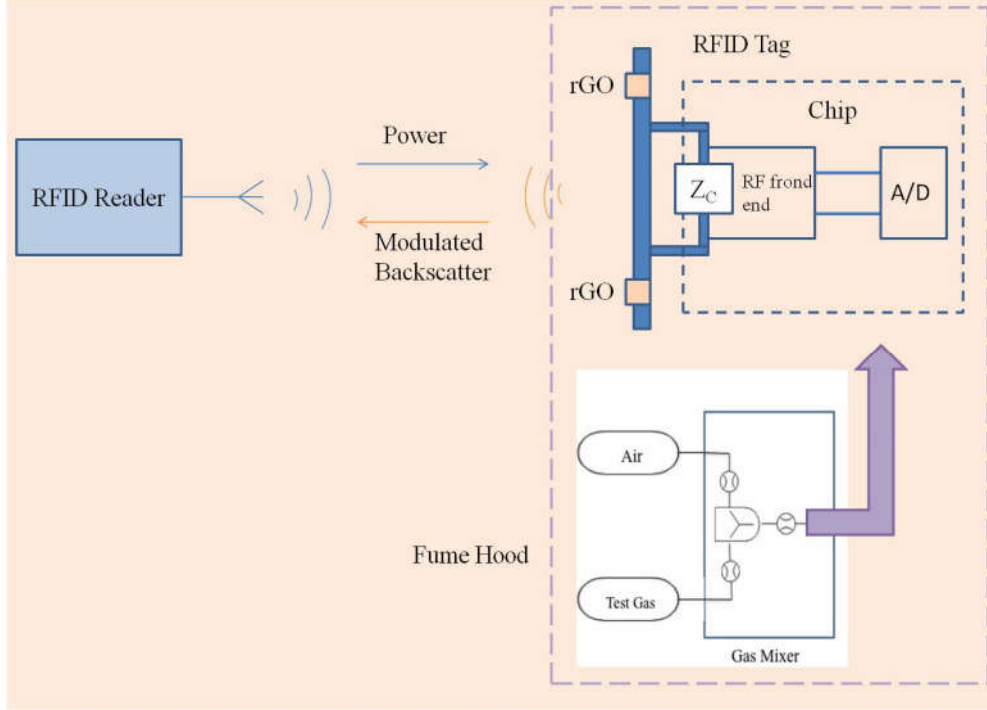 RFID Tag
rGO
Chip
Power
RFID Reader
Z_C
RF frond
end
A/D
Modulated
Backscatter
rGO
Air
Fume Hood
Test Gas
Gas Mixer